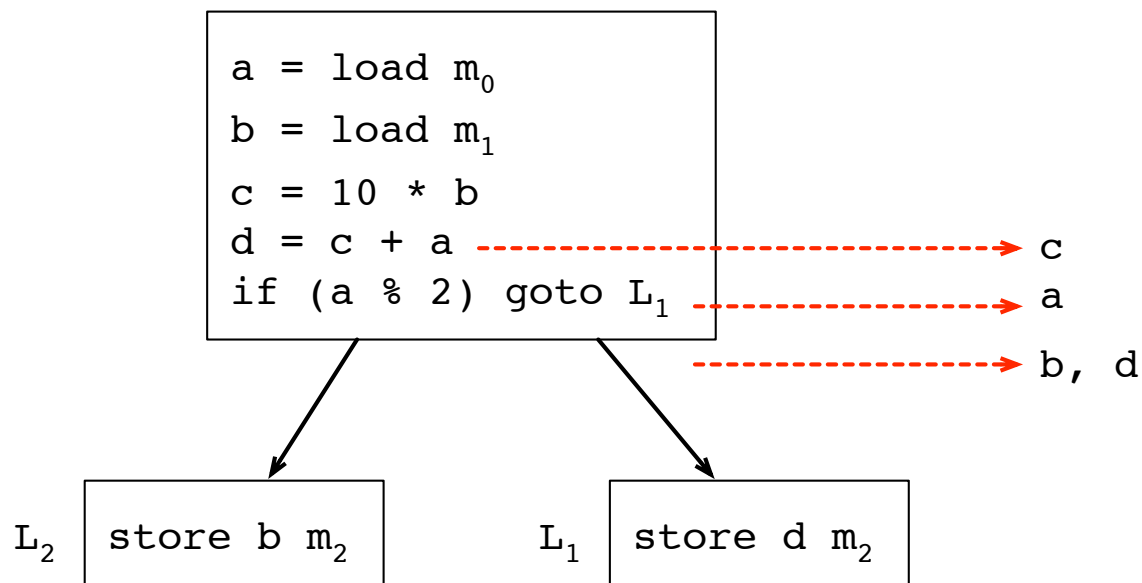 a = load m₀
b = load m₁
c = 10 * b
d = c + a
c
if (a % 2) goto L₁
a
b, d
L₂ store b m₂
L₁ store d m₂